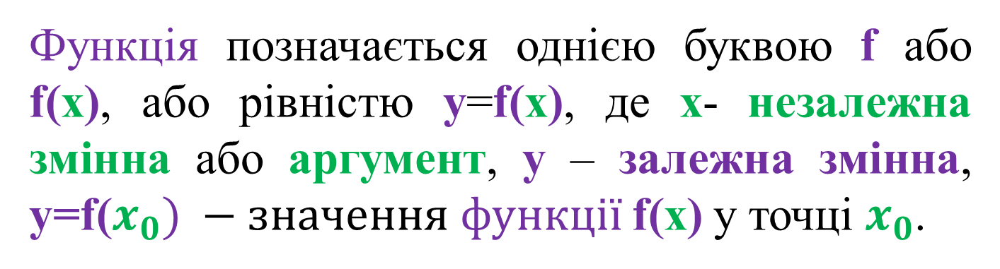 Функція позначається однією буквою f або
f(x), або рівністю y=f(x), де x- незалежна
змінна або аргумент, y – залежна змінна,
y=f(x₀) − значення функції f(x) у точці x₀.